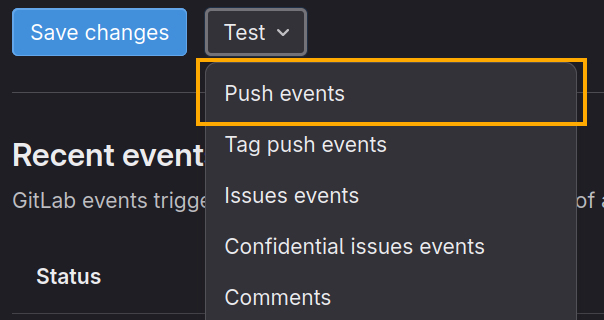 Save changes
Test
Push events
Tag push events
Recent event
Issues events
GitLab events trigge
of a
Confidential issues events
Status
Comments